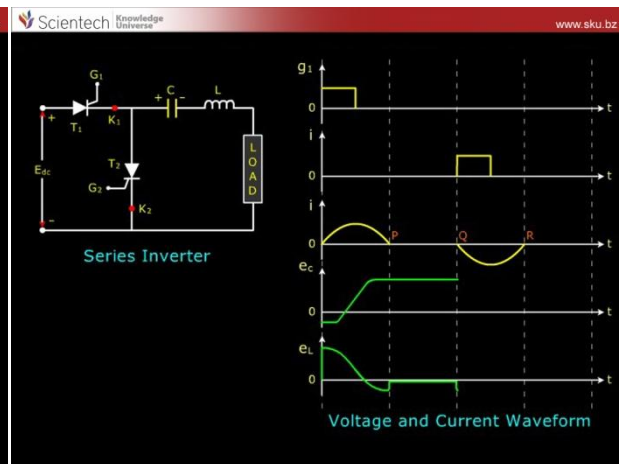 Scientech Knowledge Universe
www.sku.bz
G1
C
+ −
L
+
T1
K1
T2
Edc
G2
K2
−
LOAD
Series Inverter
g1
0
t
i
0
t
i
P
Q
R
0
t
ec
0
t
eL
0
t
Voltage and Current Waveform